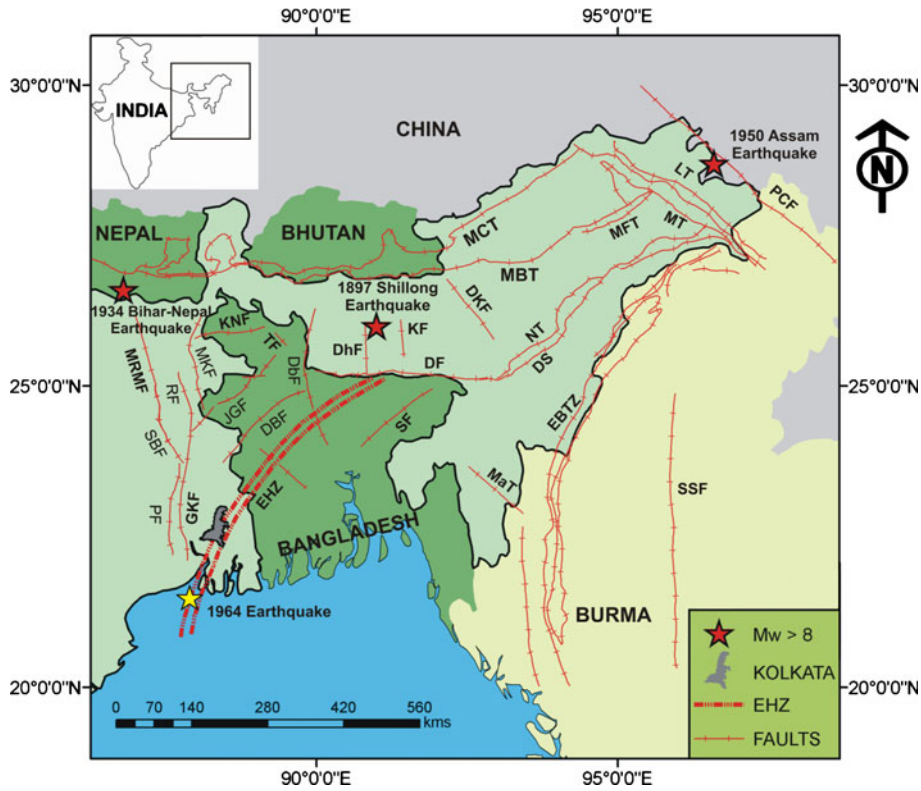 90°0'0"E
95°0'0"E
30°0'0"N
30°0'0"N
INDIA
CHINA
1950 Assam
Earthquake
N
LT
PCF
NEPAL
BHUTAN
MCT
MFT
MT
MBT
1897 Shillong
Earthquake
DKF
1934 Bihar-Nepal
Earthquake
KNF
TF
DhF
KF
NT
MRMF
MKF
DbF
DF
DS
25°0'0"N
25°0'0"N
RF
JGF
DBF
SF
EBTZ
SBF
EHZ
MaT
SSF
PF
GKF
BANGLADESH
1964 Earthquake
BURMA
Mw > 8
KOLKATA
EHZ
FAULTS
20°0'0"N
20°0'0"N
0 70 140 280 420 560
kms
90°0'0"E
95°0'0"E